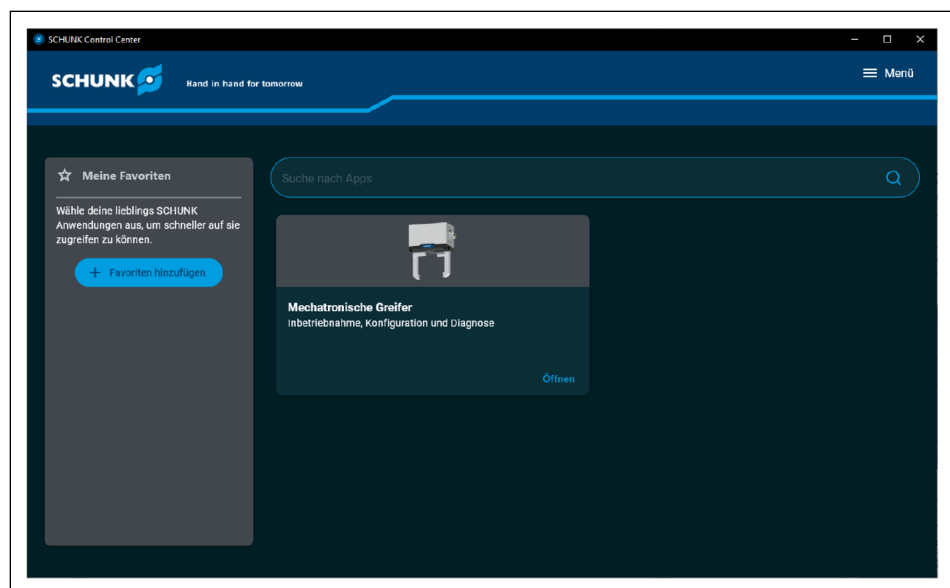 SCHUNK Control Center
SCHUNK
Hand in hand for tomorrow
Menü
Meine Favoriten
Wähle deine lieblings SCHUNK
Anwendungen aus, um schneller auf sie
zugreifen zu können.
+ Favoriten hinzufügen
Suche nach Apps
Mechatronische Greifer
Inbetriebnahme, Konfiguration und Diagnose
Öffnen